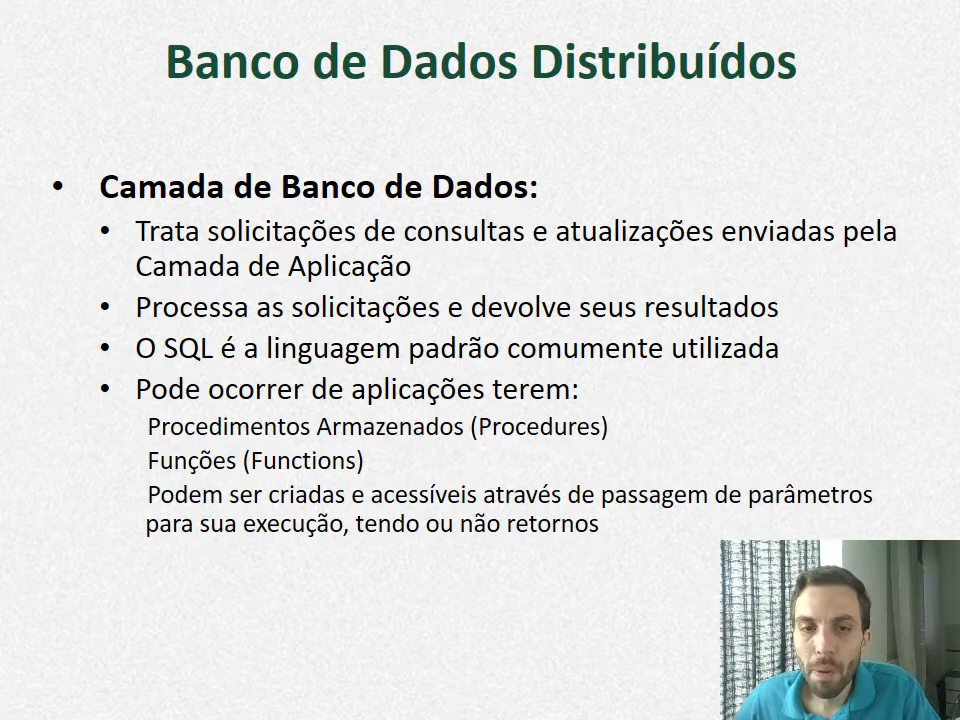 Banco de Dados Distribuídos
• Camada de Banco de Dados:
• Trata solicitações de consultas e atualizações enviadas pela
Camada de Aplicação
• Processa as solicitações e devolve seus resultados
• O SQL é a linguagem padrão comumente utilizada
• Pode ocorrer de aplicações terem:
Procedimentos Armazenados (Procedures)
Funções (Functions)
Podem ser criadas e acessíveis através de passagem de parâmetros
para sua execução, tendo ou não retornos